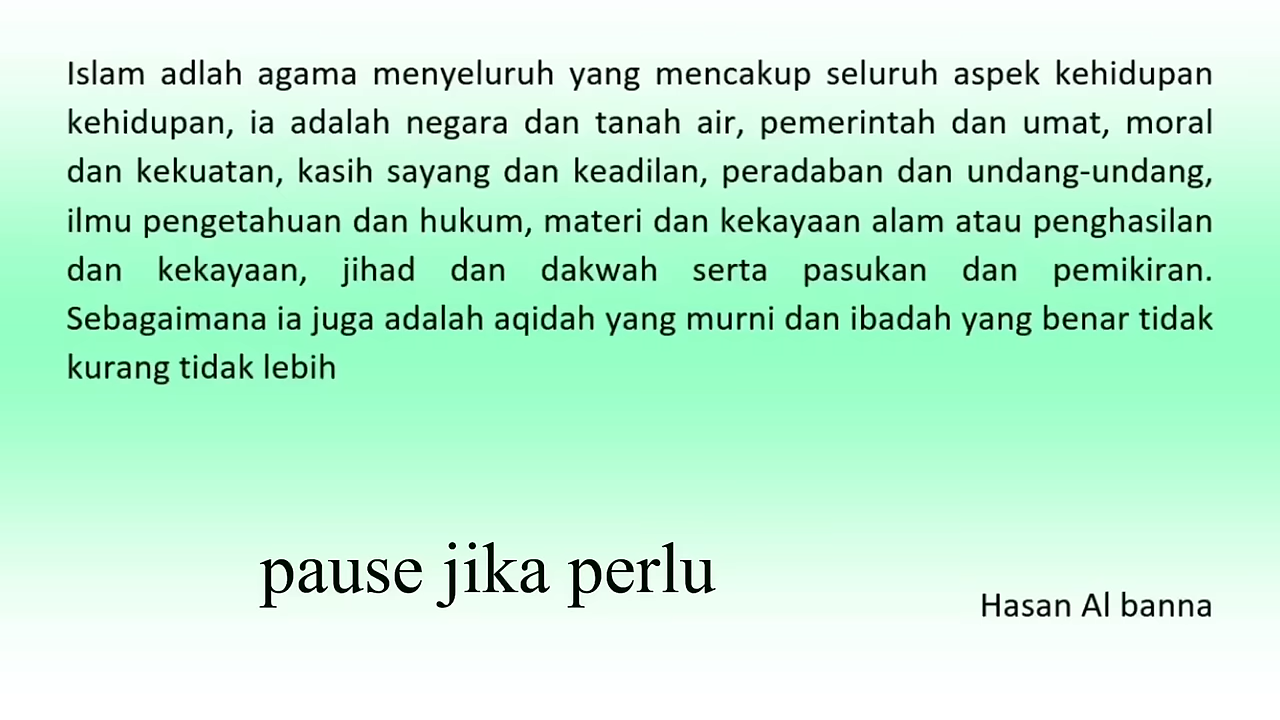 Islam adlah agama menyeluruh yang mencakup seluruh aspek kehidupan
kehidupan, ia adalah negara dan tanah air, pemerintah dan umat, moral
dan kekuatan, kasih sayang dan keadilan, peradaban dan undang-undang,
ilmu pengetahuan dan hukum, materi dan kekayaan alam atau penghasilan
dan kekayaan, jihad dan dakwah serta pasukan dan pemikiran.
Sebagaimana ia juga adalah aqidah yang murni dan ibadah yang benar tidak
kurang tidak lebih
pause jika perlu
Hasan Al banna